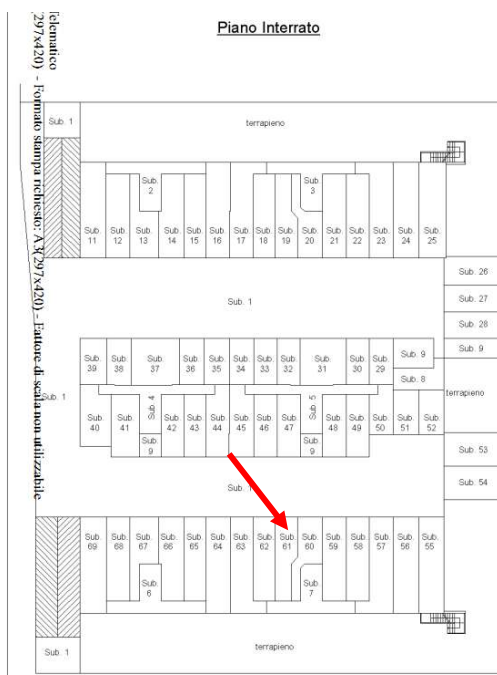 Piano Interrato
Telematico
(297x420) - Formato stampa richiesto: A3(297x420) - Fattore di scala non utilizzabile
Sub. 1
terrapieno
Sub. 2
Sub. 3
Sub. 11
Sub. 12
Sub. 13
Sub. 14
Sub. 15
Sub. 16
Sub. 17
Sub. 18
Sub. 19
Sub. 20
Sub. 21
Sub. 22
Sub. 23
Sub. 24
Sub. 25
Sub. 26
Sub. 27
Sub. 28
Sub. 1
Sub. 9
Sub. 39
Sub. 38
Sub. 37
Sub. 36
Sub. 35
Sub. 34
Sub. 33
Sub. 32
Sub. 31
Sub. 30
Sub. 29
Sub. 9
Sub. 8
Sub. 1
terrapieno
Sub. 40
Sub. 41
Sub. 4
Sub. 9
Sub. 42
Sub. 43
Sub. 44
Sub. 45
Sub. 46
Sub. 47
Sub. 5
Sub. 9
Sub. 48
Sub. 49
Sub. 50
Sub. 51
Sub. 52
Sub. 53
Sub. 54
Sub. 1
Sub. 69
Sub. 68
Sub. 67
Sub. 66
Sub. 65
Sub. 64
Sub. 63
Sub. 62
Sub. 61
Sub. 60
Sub. 59
Sub. 58
Sub. 57
Sub. 56
Sub. 55
Sub. 6
Sub. 7
Sub. 1
terrapieno